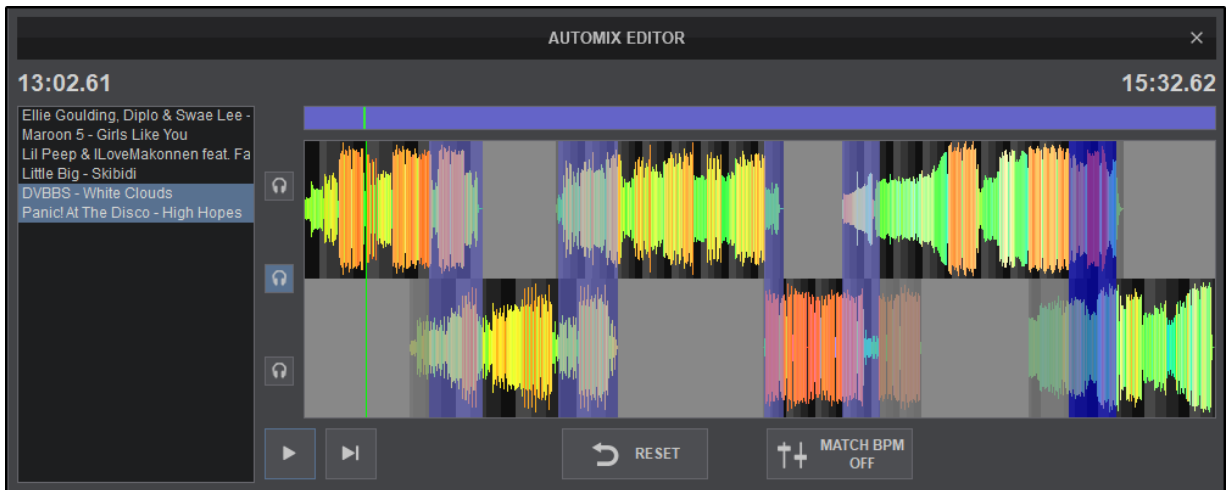 AUTOMIX EDITOR
13:02.61
15:32.62
Ellie Goulding, Diplo & Swae Lee -
Maroon 5 - Girls Like You
Lil Peep & ILoveMakonnen feat. Fa
Little Big - Skibidi
DVBBS - White Clouds
Panic! At The Disco - High Hopes
RESET
MATCH BPM
OFF